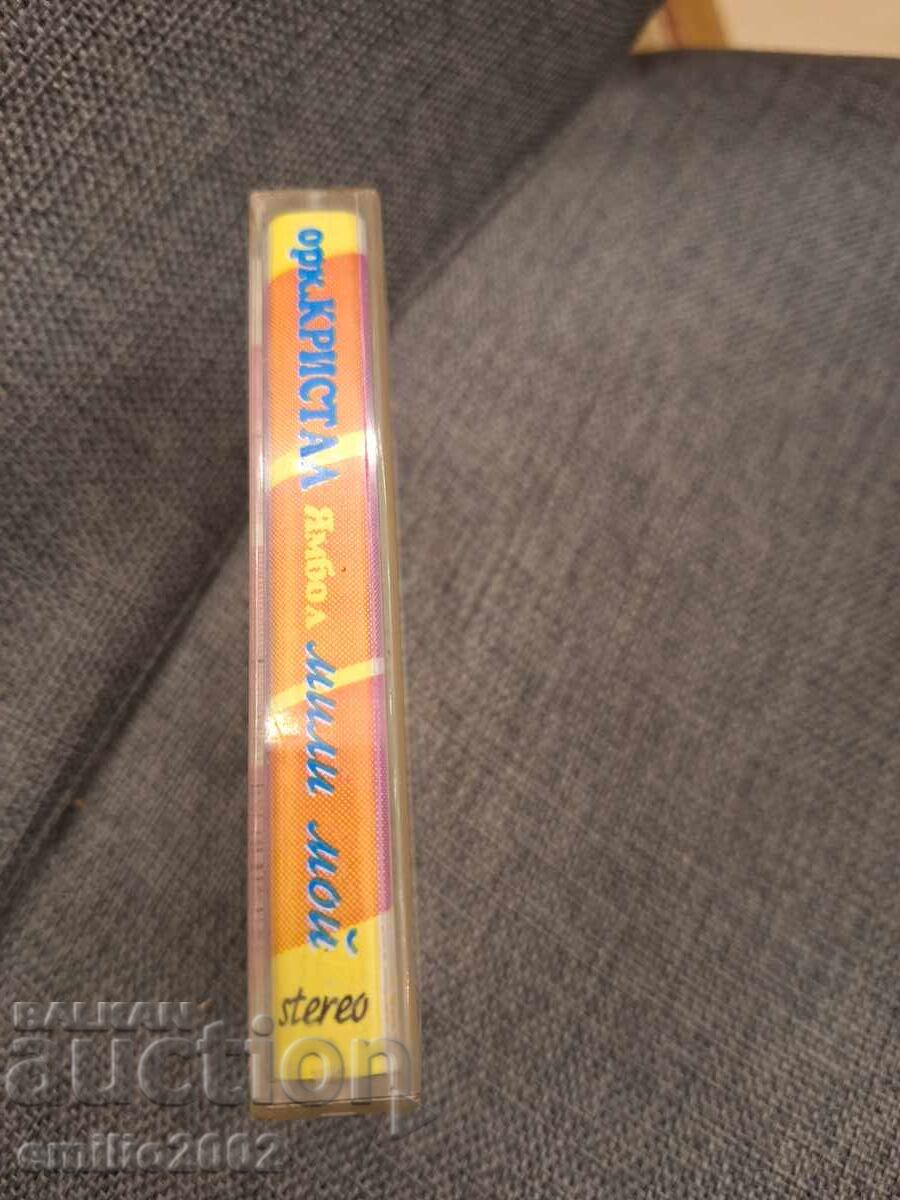 орк.КРИСТАЛ Ямбол мили мой
stereo
BALKAN
auction
emilio2002